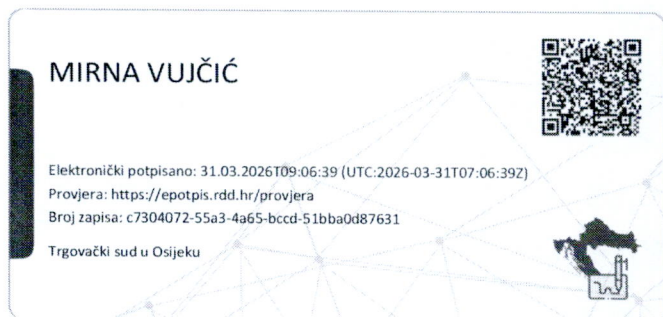 MIRNA VUJČIĆ
Elektronički potpisano: 31.03.2026T09:06:39 (UTC:2026-03-31T07:06:39Z)
Provjera: https://epotpis.rdd.hr/provjera
Broj zapisa: c7304072-55a3-4a65-bccd-51bba0d87631
Trgovački sud u Osijeku